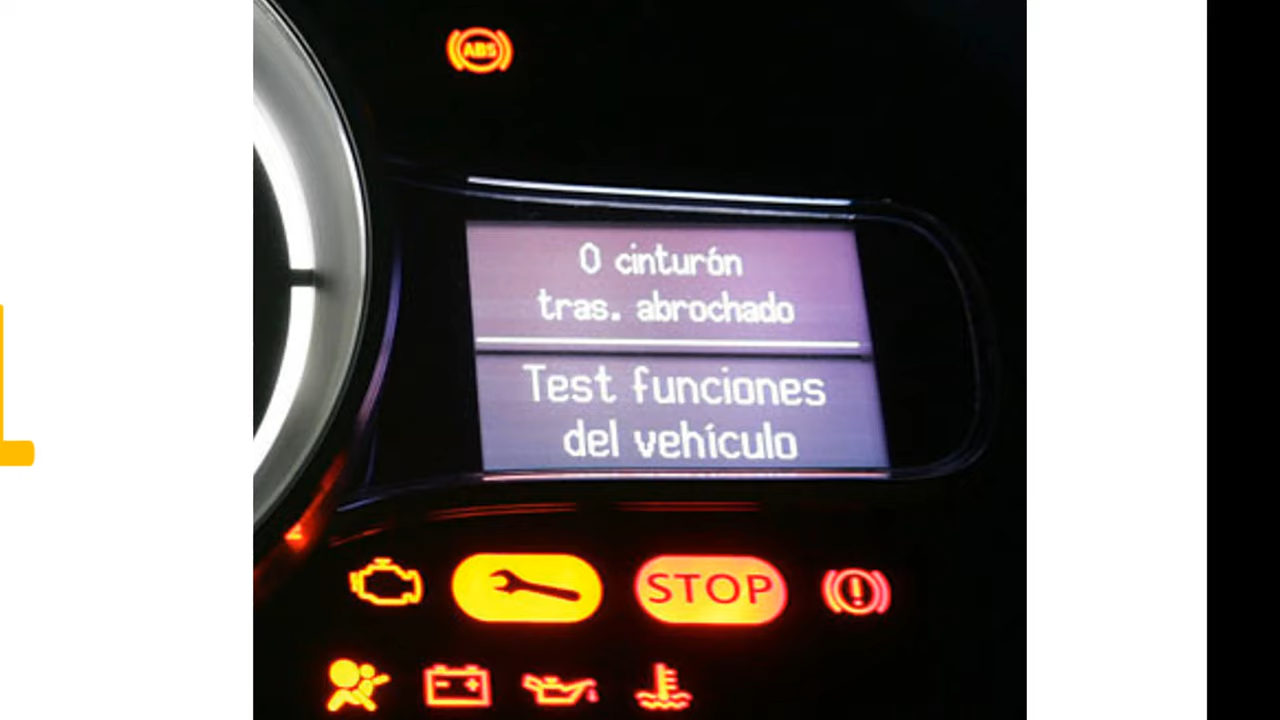 ABS
0 cinturón
tras. abrochado
Test funciones
del vehículo
STOP